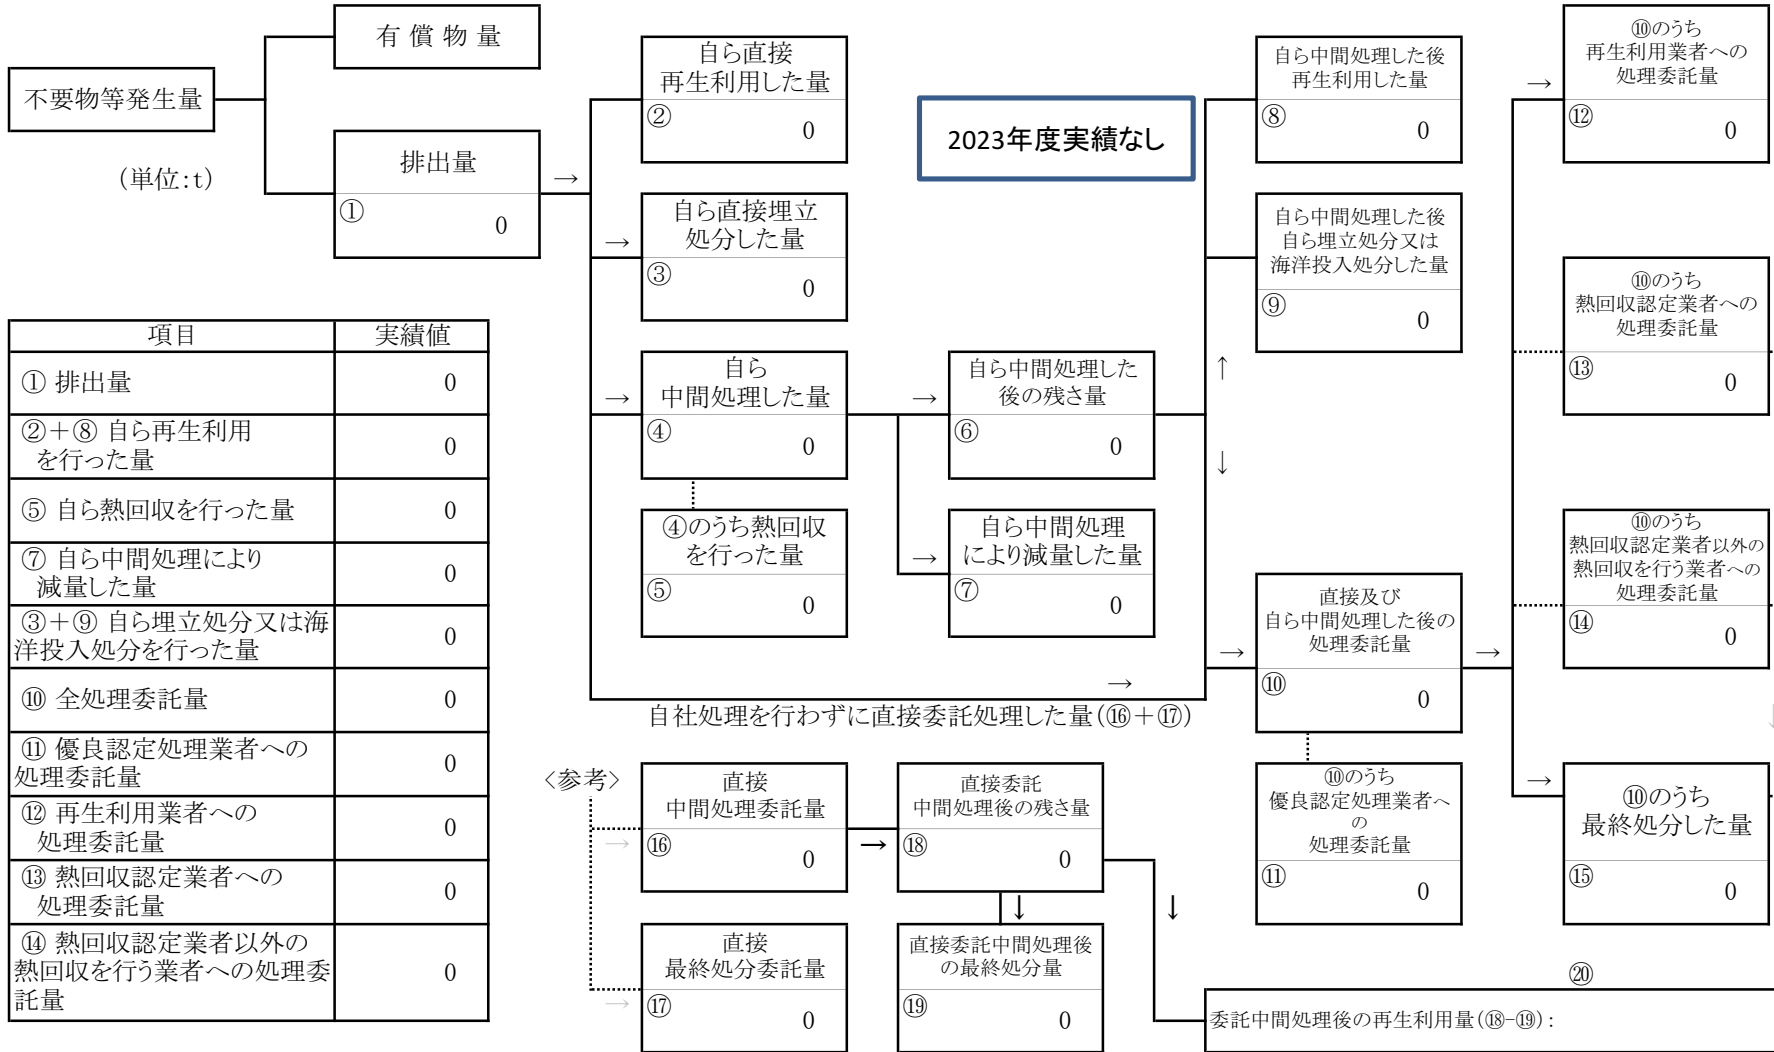 不要物等発生量
(単位:t)
有 償 物 量
排出量
①
0
→
自ら直接
再生利用した量
②
0
→
自ら直接埋立
処分した量
③
0
→
自ら
中間処理した量
④
0
④のうち熱回収
を行った量
⑤
0
→
自ら中間処理した
後の残さ量
⑥
0
→
自ら中間処理
により減量した量
⑦
0
2023年度実績なし
自ら中間処理した後
再生利用した量
⑧
0
自ら中間処理した後
自ら埋立処分又は
海洋投入処分した量
⑨
0
↑
↓
→
自社処理を行わずに直接委託処理した量(⑯+⑰)
→
直接及び
自ら中間処理した後の
処理委託量
⑩
0
⑩のうち
優良認定処理業者へ
の
処理委託量
⑪
0
→
→
⑩のうち
再生利用業者への
処理委託量
⑫
0
⑩のうち
熱回収認定業者への
処理委託量
⑬
0
⑩のうち
熱回収認定業者以外の
熱回収を行う業者への
処理委託量
⑭
0
→
⑩のうち
最終処分した量
⑮
0
↓
項目 実績値
① 排出量 0
②+⑧ 自ら再生利用
を行った量 0
⑤ 自ら熱回収を行った量 0
⑦ 自ら中間処理により
減量した量 0
③+⑨ 自ら埋立処分又は海
洋投入処分を行った量 0
⑩ 全処理委託量 0
⑪ 優良認定処理業者への
処理委託量 0
⑫ 再生利用業者への
処理委託量 0
⑬ 熱回収認定業者への
処理委託量 0
⑭ 熱回収認定業者以外の
熱回収を行う業者への処理委
託量 0
〈参考〉
→
直接
中間処理委託量
⑯
0
→
直接委託
中間処理後の残さ量
⑱
0
↓
↓
→
直接
最終処分委託量
⑰
0
直接委託中間処理後
の最終処分量
⑲
0
⑳
委託中間処理後の再生利用量(⑱-⑲):